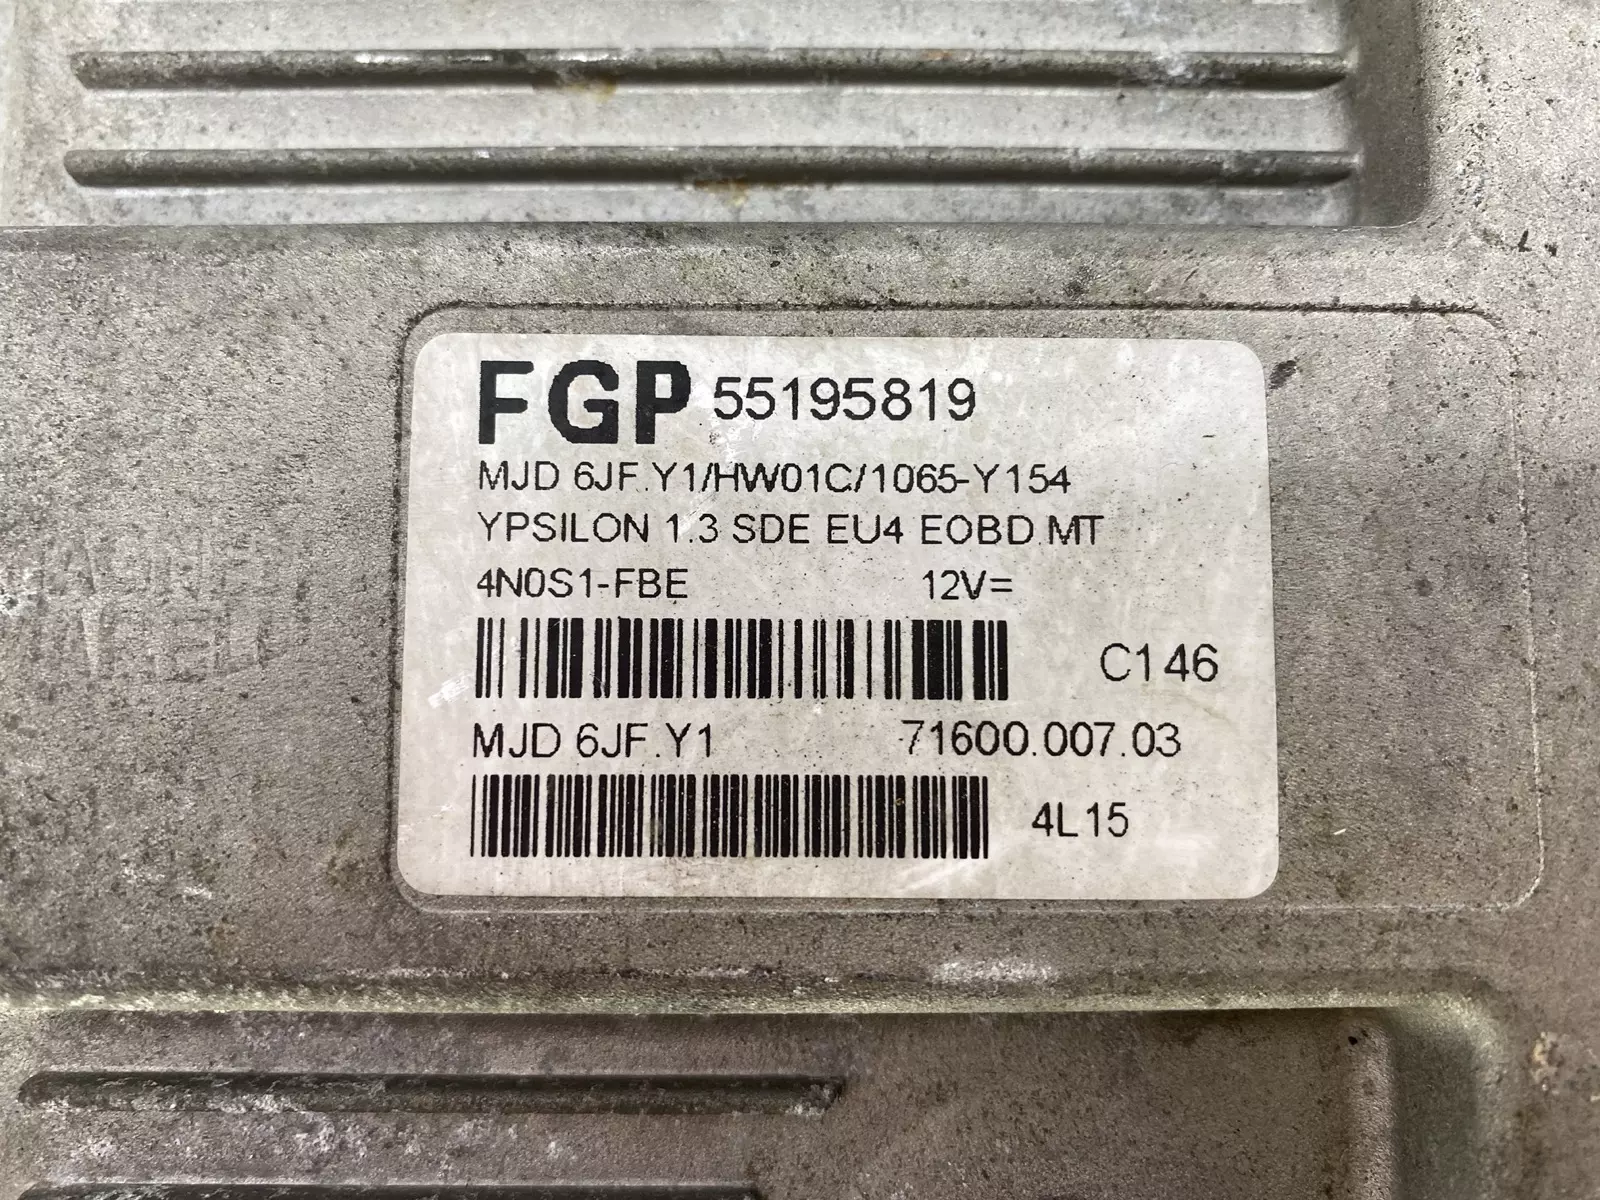 FGP 55195819
MJD 6JF.Y1/HW01C/1065-Y154
YPSILON 1.3 SDE EU4 EOBD MT
4N0S1-FBE 12V=
C146
MJD 6JF.Y1 71600.007.03
4L15